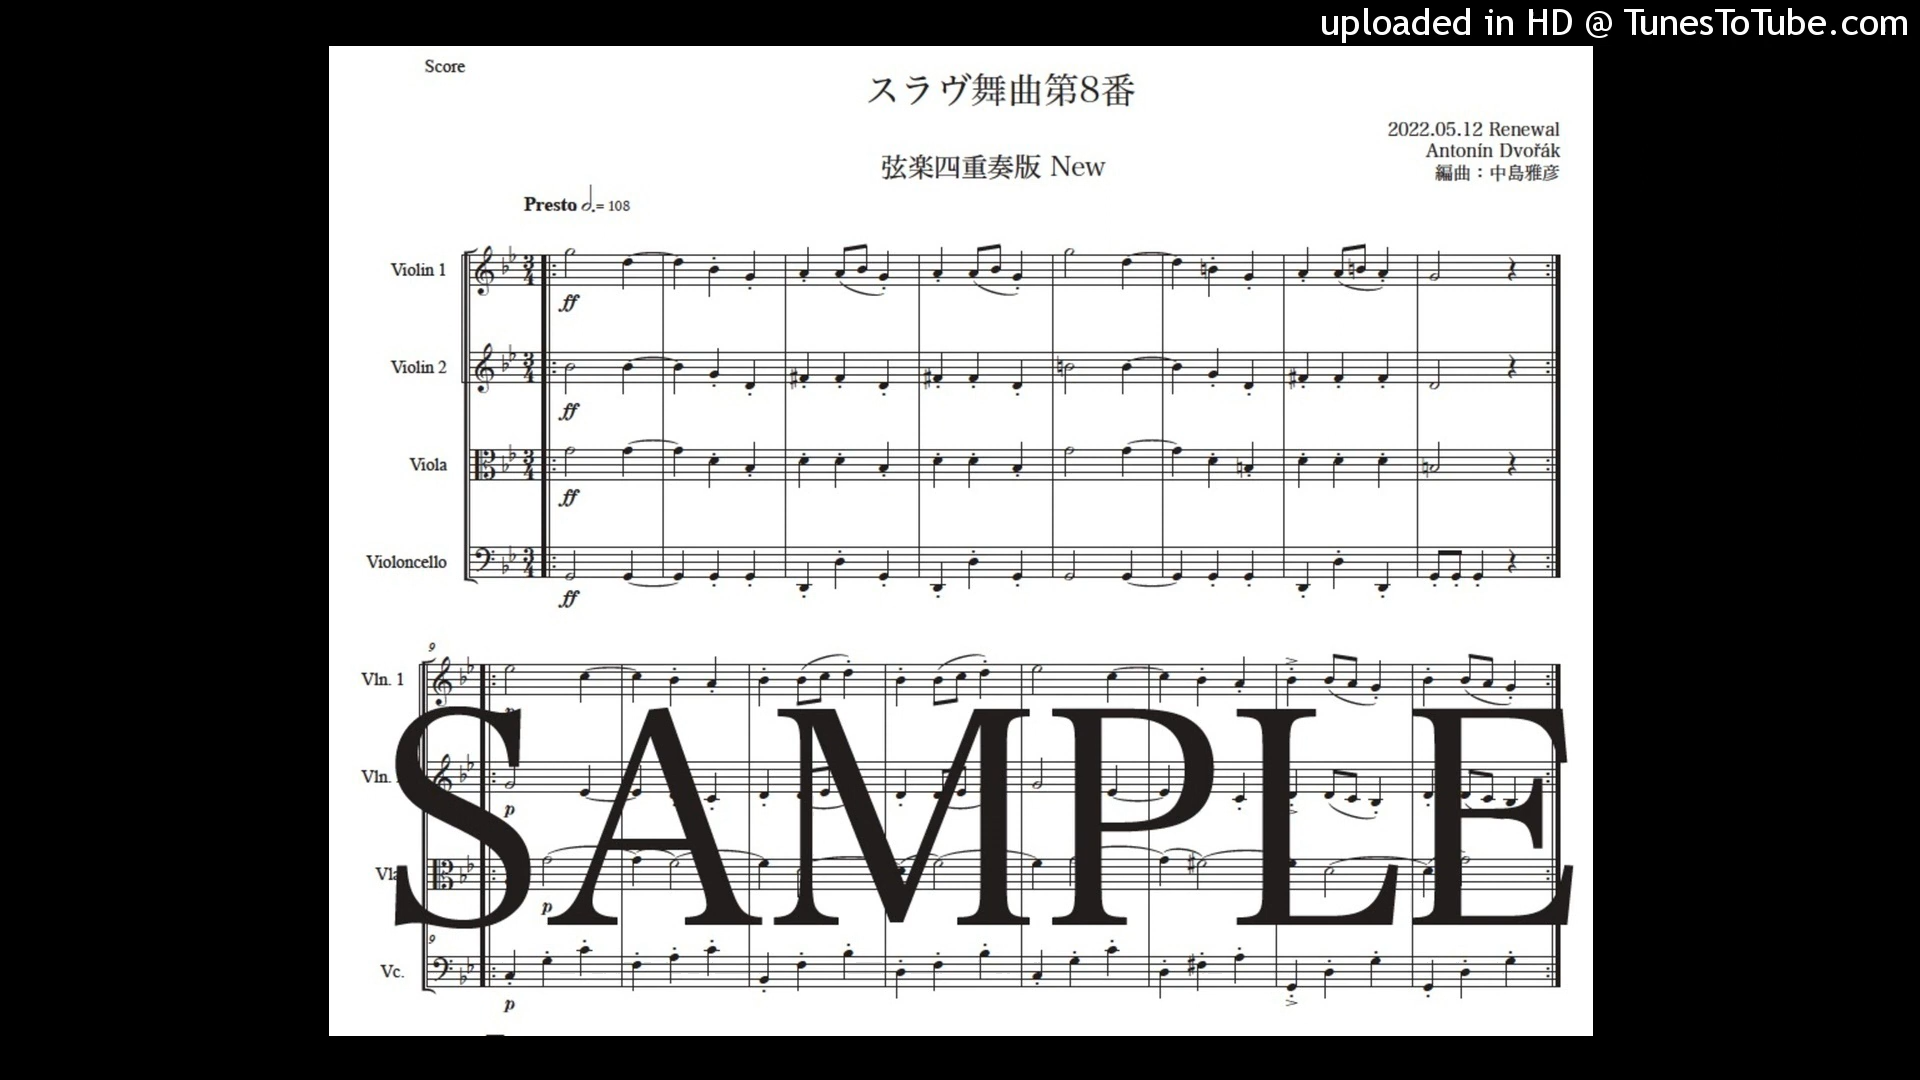 uploaded in HD @ TunesToTube.com
Score
スラヴ舞曲第8番
2022.05.12 Renewal
Antonín Dvořák
弦楽四重奏版 New
編曲：中島雅彦
Presto 𝅗𝅥. = 108
Violin 1
ff
Violin 2
ff
Viola
ff
Violoncello
ff
9
Vln. 1
Vln.
p
Vla
p
9
Vc.
p
SAMPLE